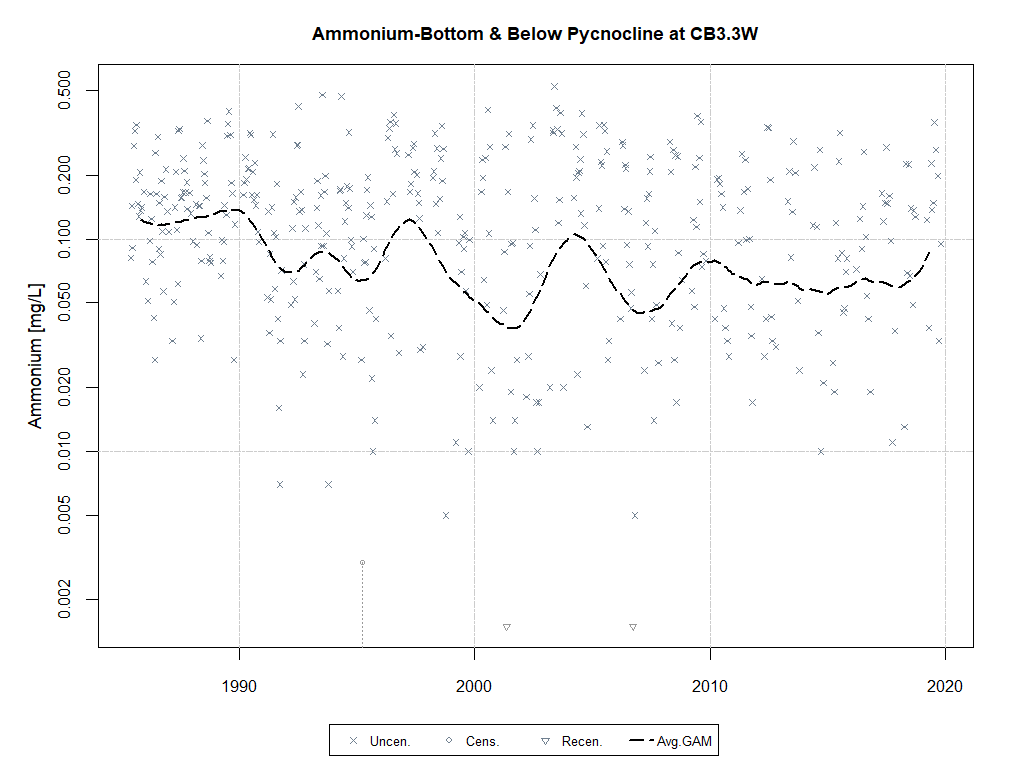 Ammonium-Bottom & Below Pycnocline at CB3.3W
Ammonium [mg/L]
0.500
0.200
0.100
0.050
0.020
0.010
0.005
0.002
1990 2000 2010 2020
Uncen. Cens. Recen. Avg.GAM